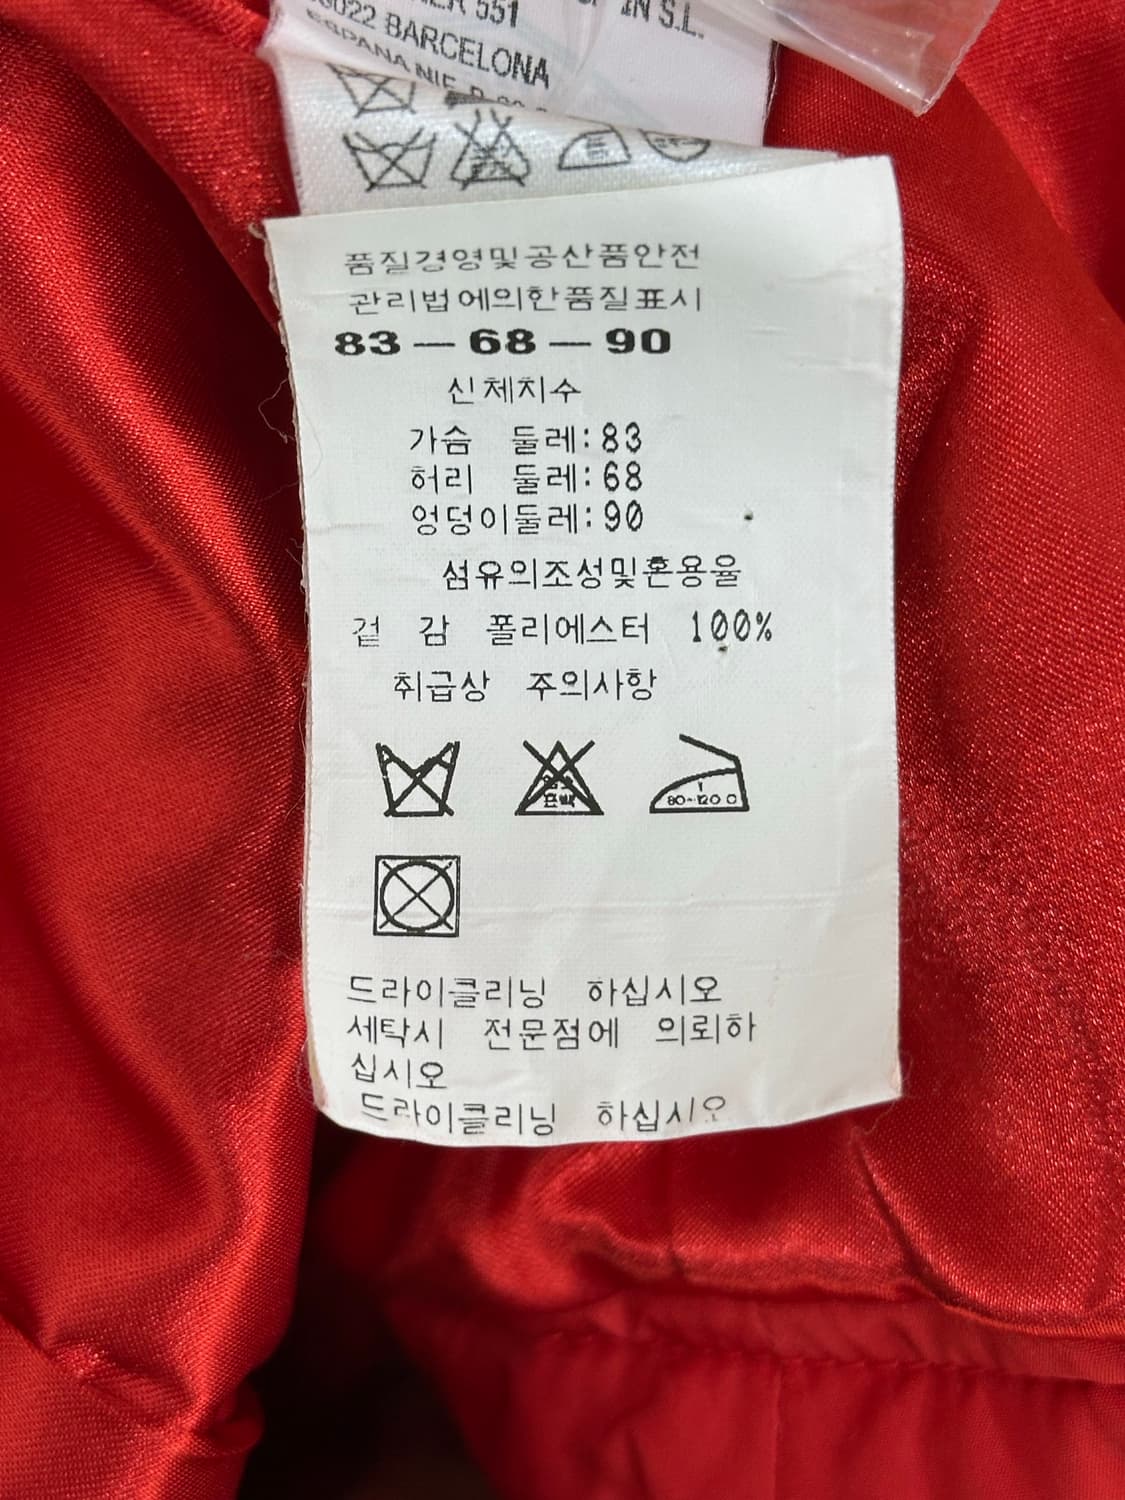 551
IN S.L.
BARCELONA
품질경영및공산품안전
관리법에의한품질표시
83 — 68 — 90
신체치수
가슴 둘레:83
허리 둘레:68
엉덩이둘레:90
섬유의조성및혼용율
겉 감 폴리에스터 100%
취급상 주의사항
표백
80~120 C
드라이클리닝 하십시오
세탁시 전문점에 의뢰하
십시오
드라이클리닝 하십시오